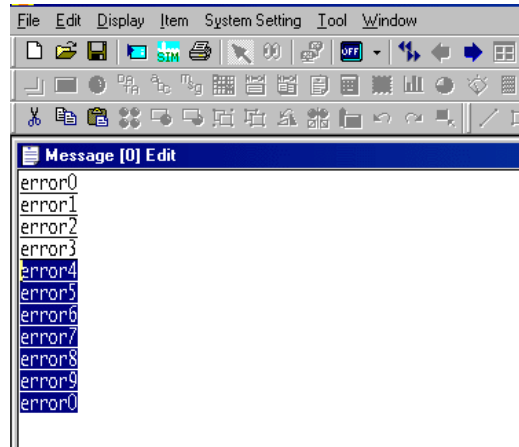 File Edit Display Item System Setting Tool Window
SIM OFF
Message [0] Edit
error0
error1
error2
error3
error4
error5
error6
error7
error8
error9
error0